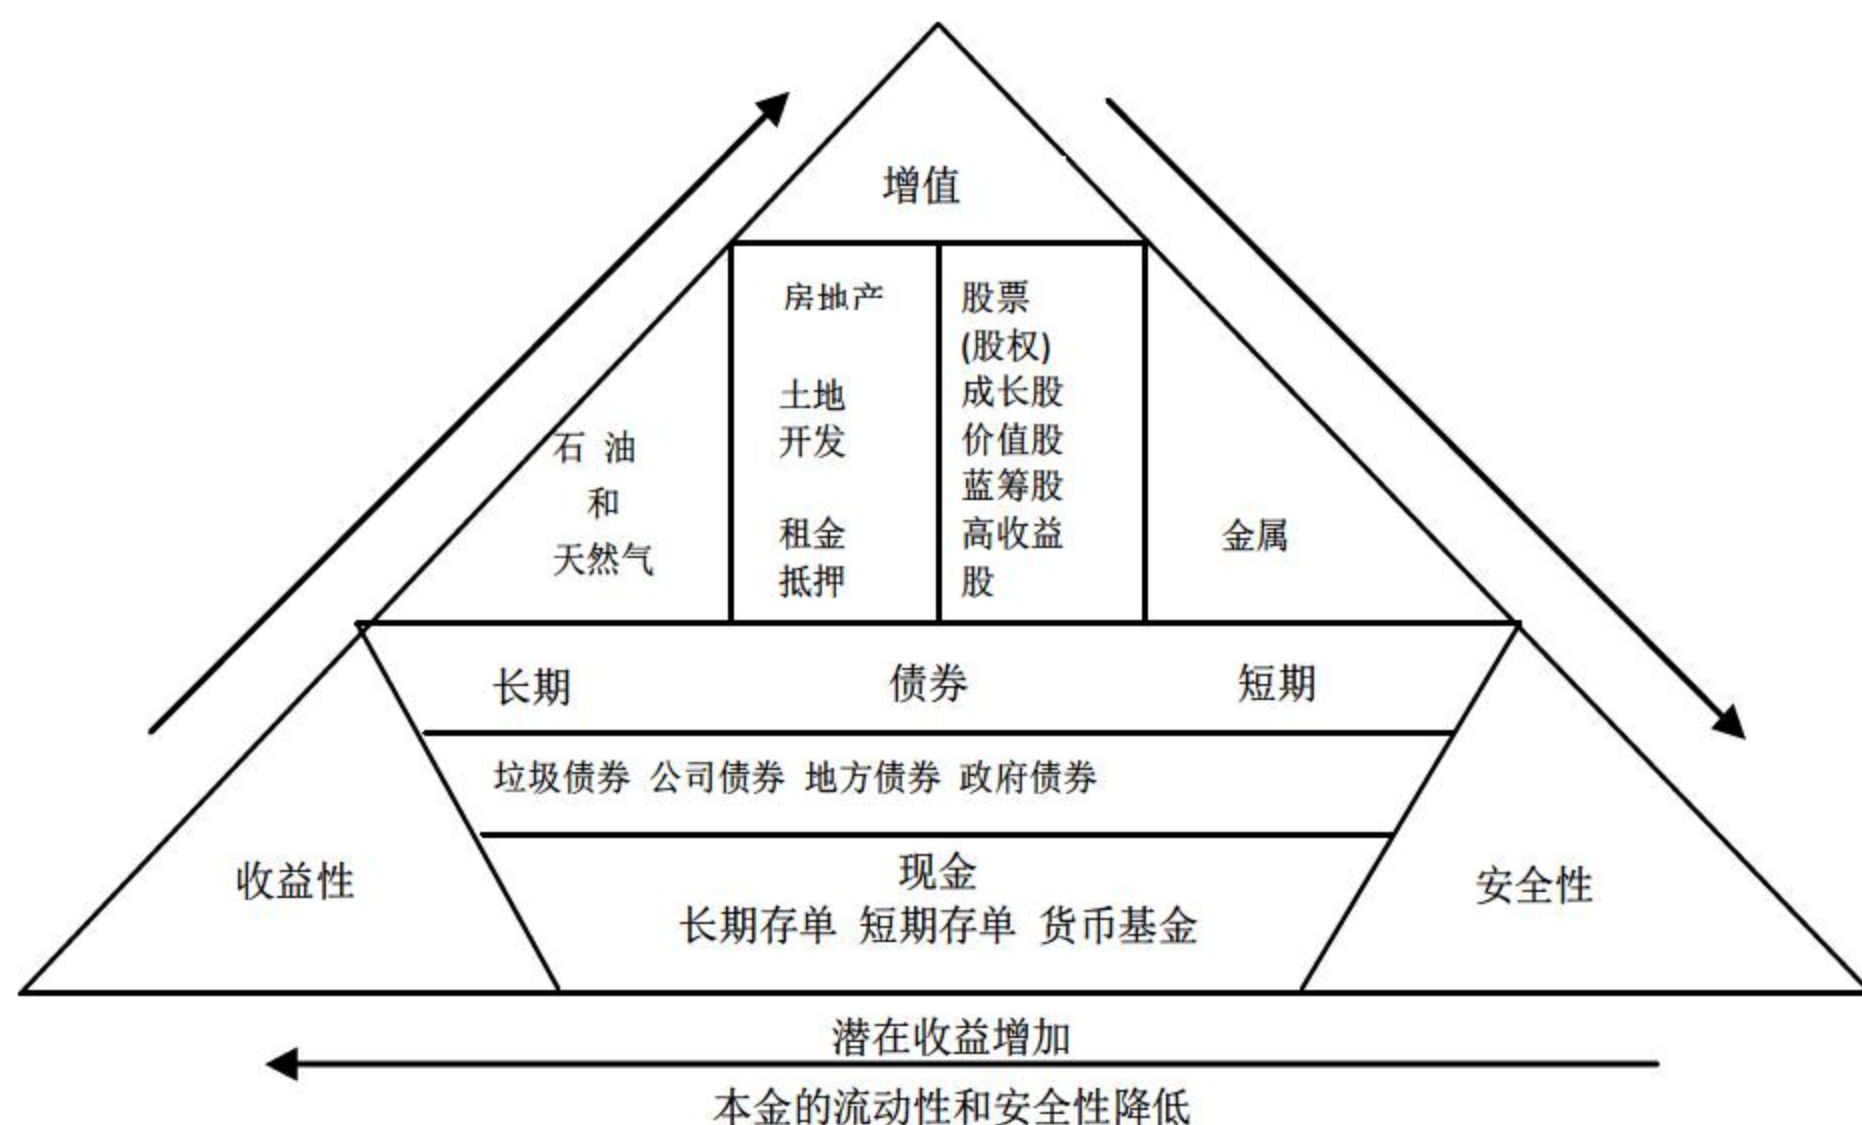 增值
房地产
土地
开发
租金
抵押
股票
(股权)
成长股
价值股
蓝筹股
高收益
股
石 油
和
天然气
金属
长期 债券 短期
垃圾债券 公司债券 地方债券 政府债券
收益性
现金
长期存单 短期存单 货币基金
安全性
潜在收益增加
本金的流动性和安全性降低